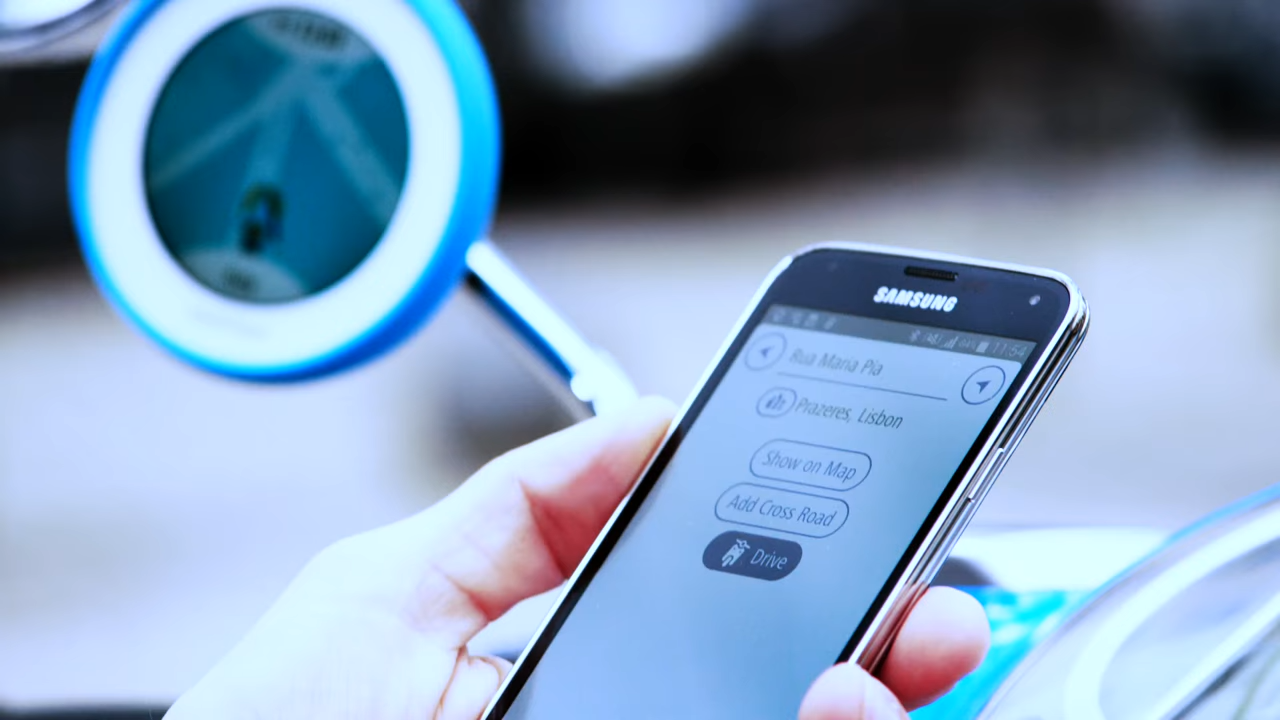 SAMSUNG
11:54
Rua Maria Pia
Prazeres, Lisbon
Show on Map
Add Cross Road
Drive